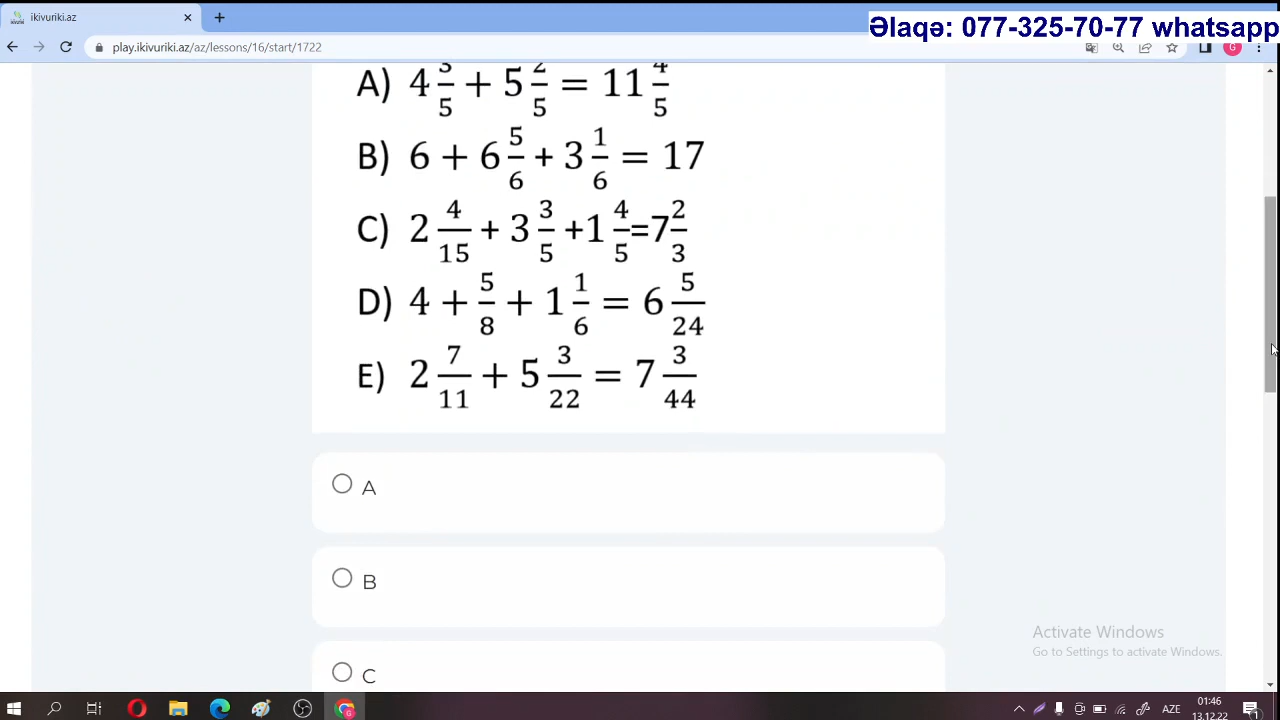 ikivuriki.az
Əlaqə: 077-325-70-77 whatsapp
play.ikivuriki.az/az/lessons/16/start/1722
A) 4 3/5 + 5 2/5 = 11 4/5
B) 6 + 6 5/6 + 3 1/6 = 17
C) 2 4/15 + 3 3/5 +1 4/5=7 2/3
D) 4 + 5/8 + 1 1/6 = 6 5/24
E) 2 7/11 + 5 3/22 = 7 3/44
A
B
C
Activate Windows
Go to Settings to activate Windows.
AZE
01:46
13.12.22